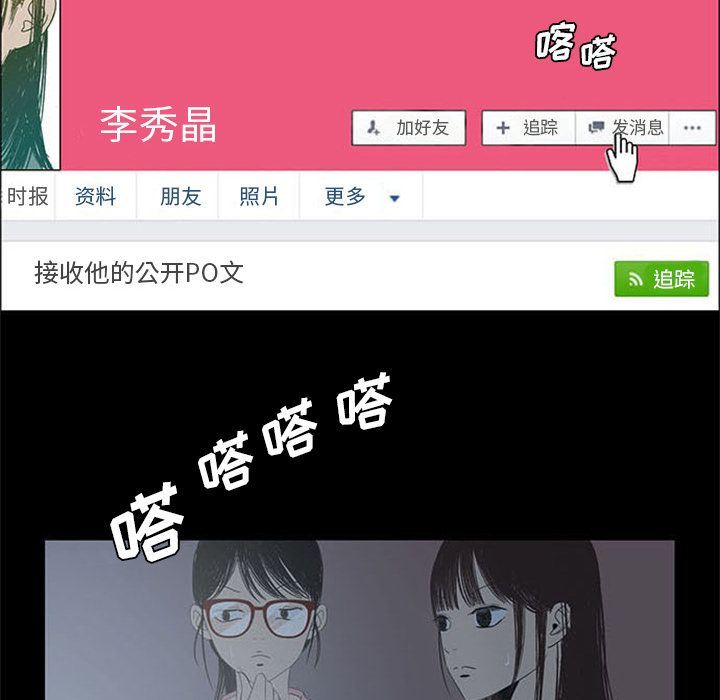 喀嗒
李秀晶
加好友 追踪 发消息 ...
时报 资料 朋友 照片 更多
接收他的公开PO文
追踪
嗒嗒嗒嗒